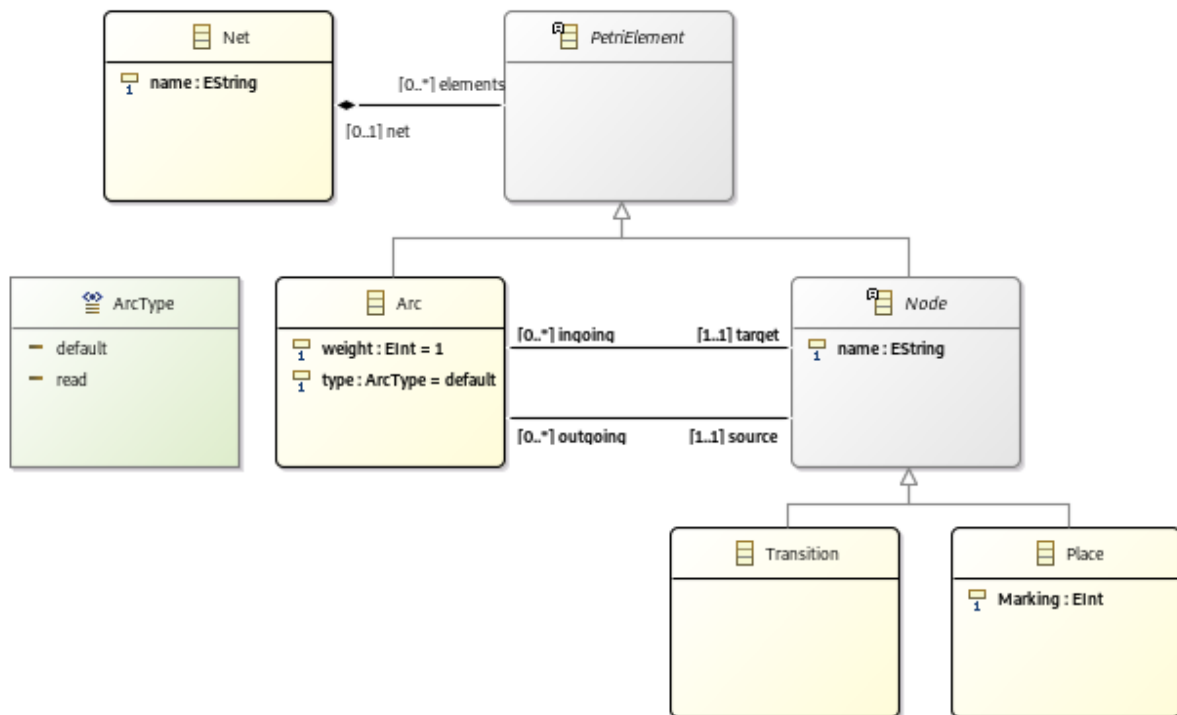 Net
name : EString
PetriElement
[0..*] elements
[0..1] net
ArcType
default
read
Arc
weight : EInt = 1
type : ArcType = default
[0..*] ingoing
[1..1] target
[0..*] outgoing
[1..1] source
Node
name : EString
Transition
Place
Marking : EInt